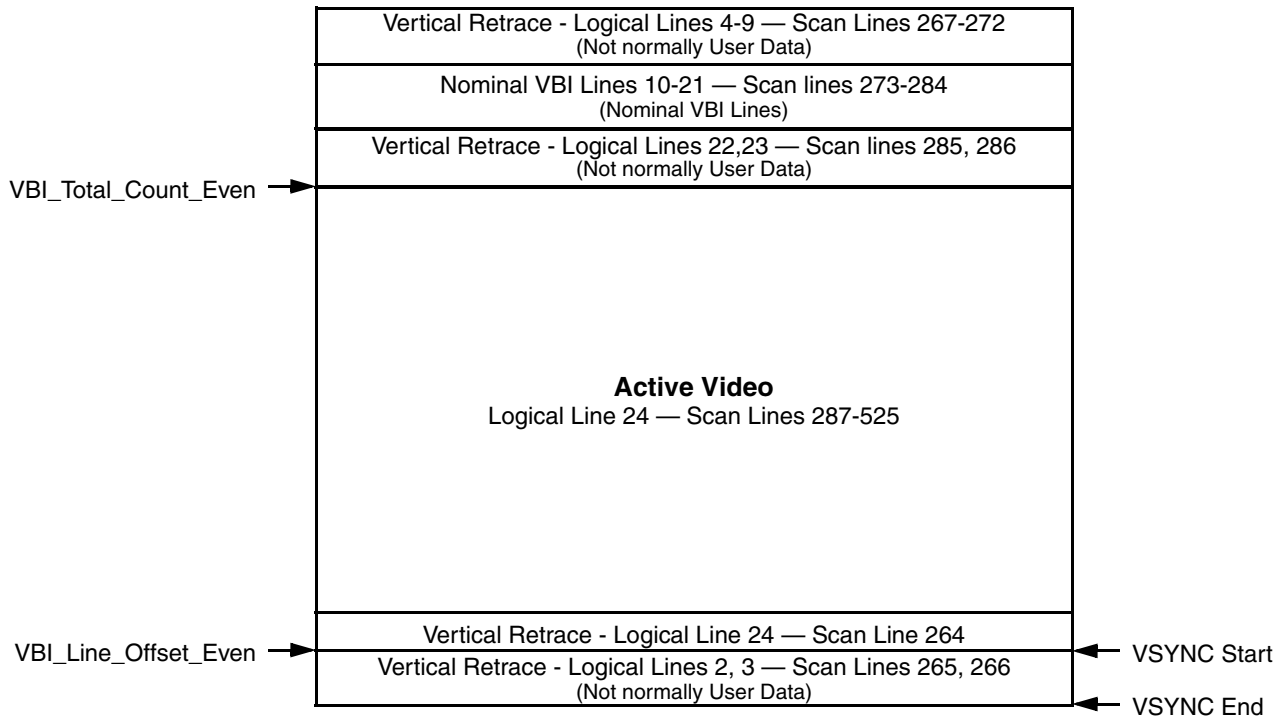 Vertical Retrace - Logical Lines 4-9 — Scan Lines 267-272
(Not normally User Data)
Nominal VBI Lines 10-21 — Scan lines 273-284
(Nominal VBI Lines)
Vertical Retrace - Logical Lines 22,23 — Scan lines 285, 286
(Not normally User Data)
VBI_Total_Count_Even
Active Video
Logical Line 24 — Scan Lines 287-525
Vertical Retrace - Logical Line 24 — Scan Line 264
VBI_Line_Offset_Even
VSYNC Start
Vertical Retrace - Logical Lines 2, 3 — Scan Lines 265, 266
(Not normally User Data)
VSYNC End